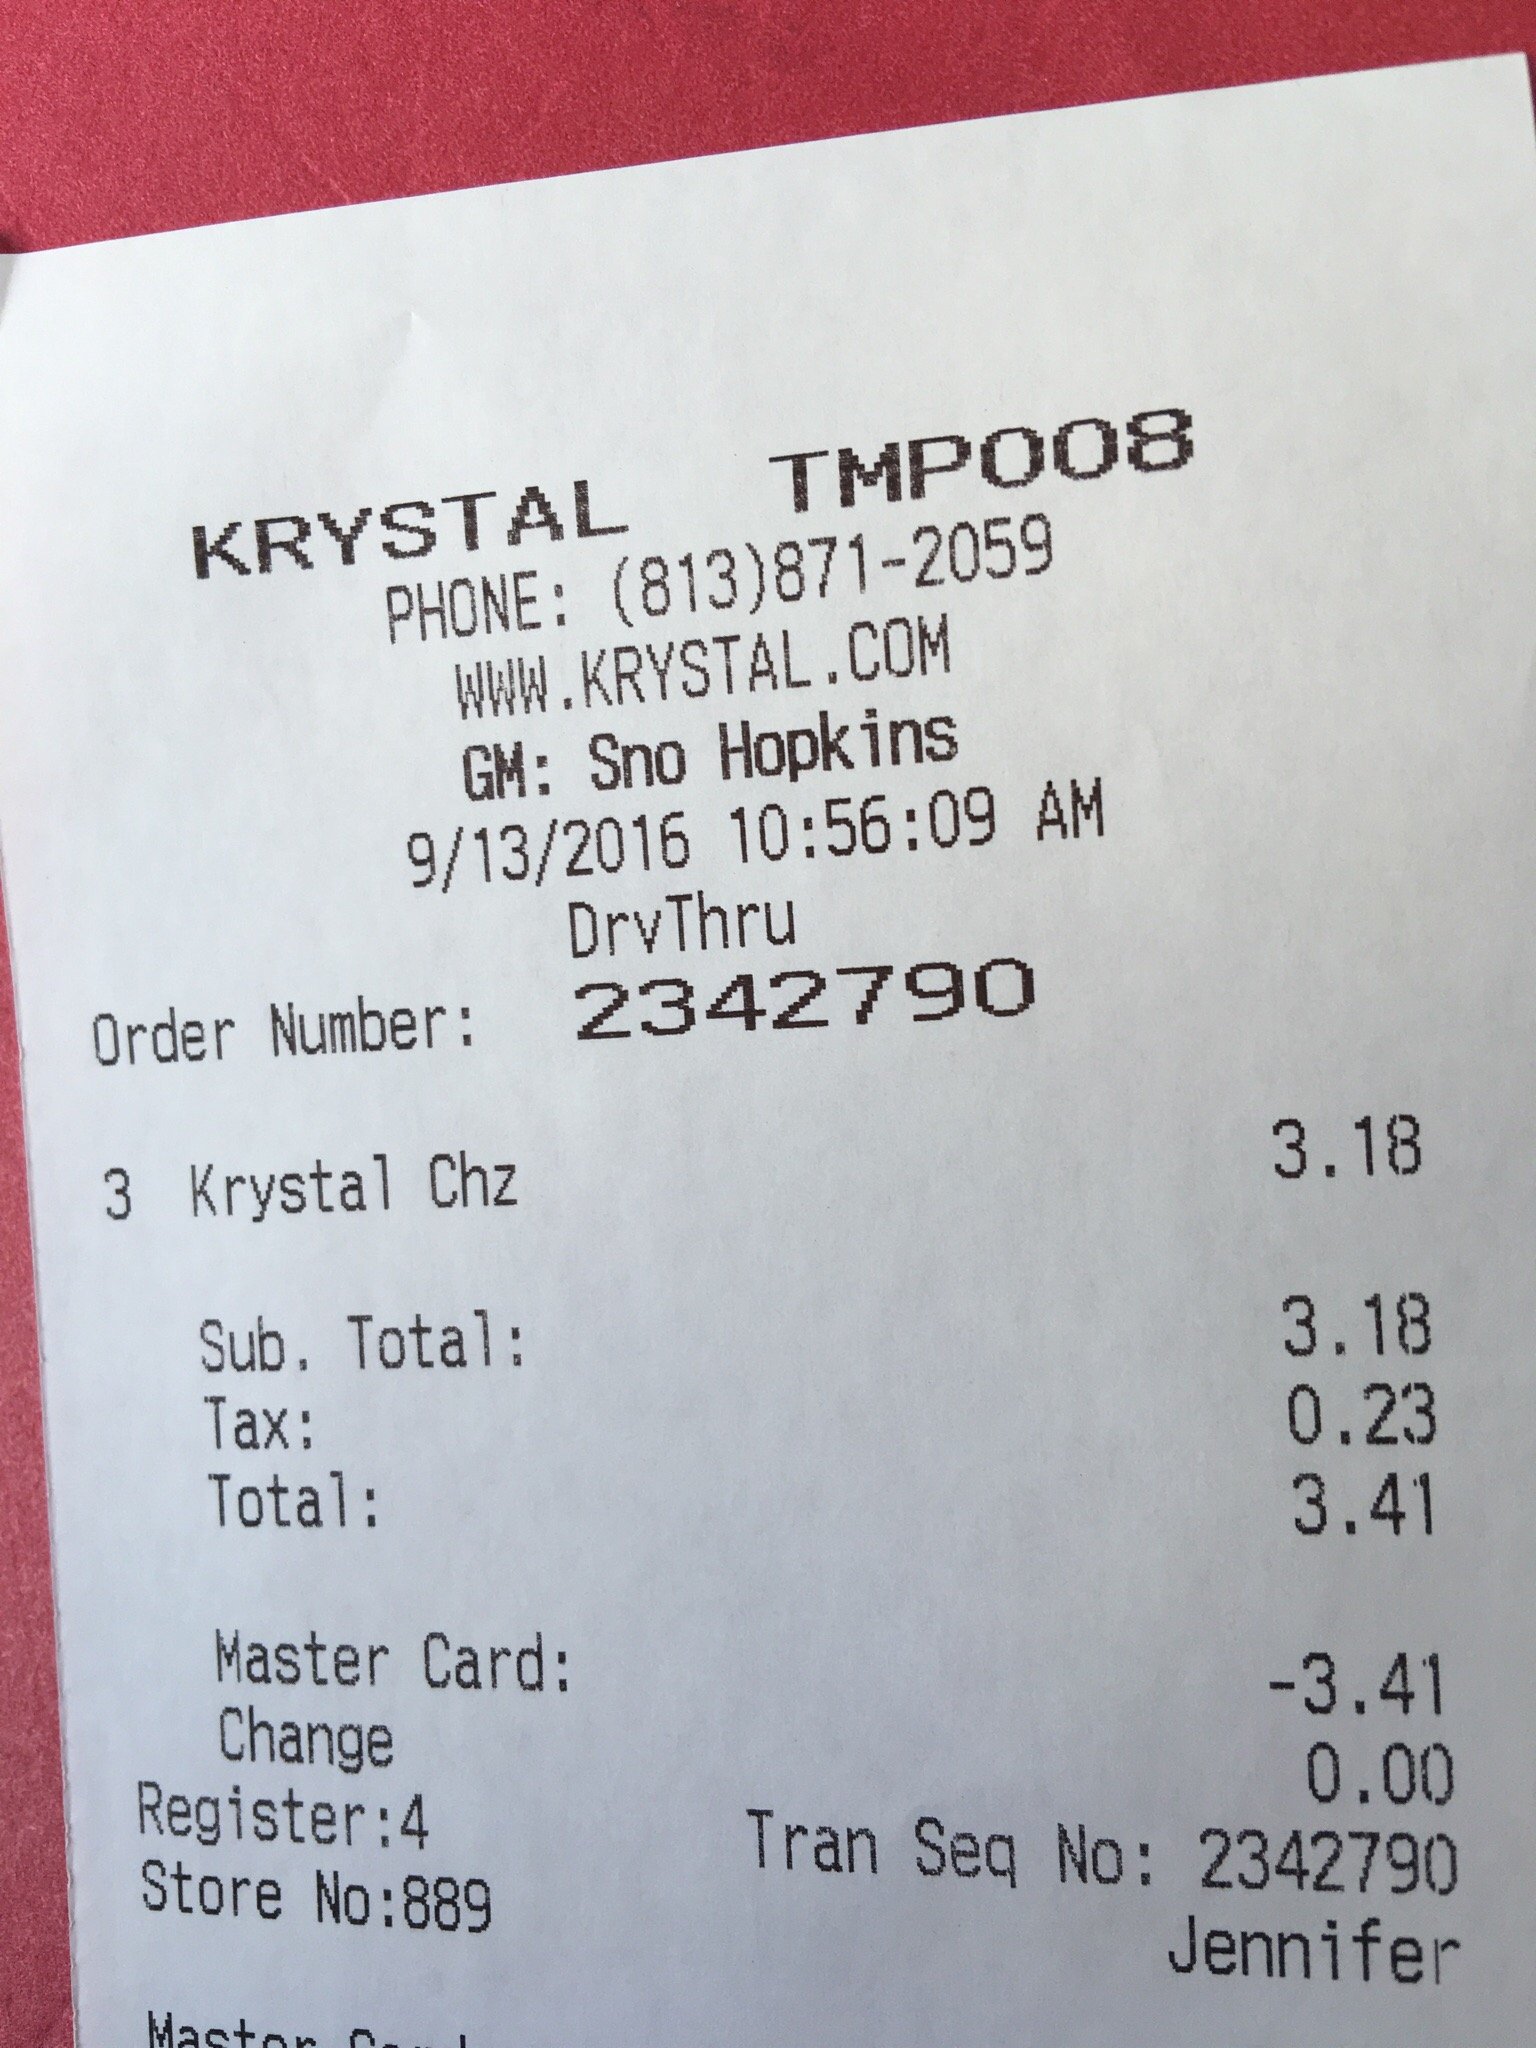 KRYSTAL TMP008
PHONE: (813)871-2059
WWW.KRYSTAL.COM
GM: Sno Hopkins
9/13/2016 10:56:09 AM
DrvThru
Order Number: 2342790
3 Krystal Chz 3.18
Sub. Total: 3.18
Tax: 0.23
Total: 3.41
Master Card: -3.41
Change 0.00
Register:4 Tran Seq No: 2342790
Store No:889 Jennifer
Master Card